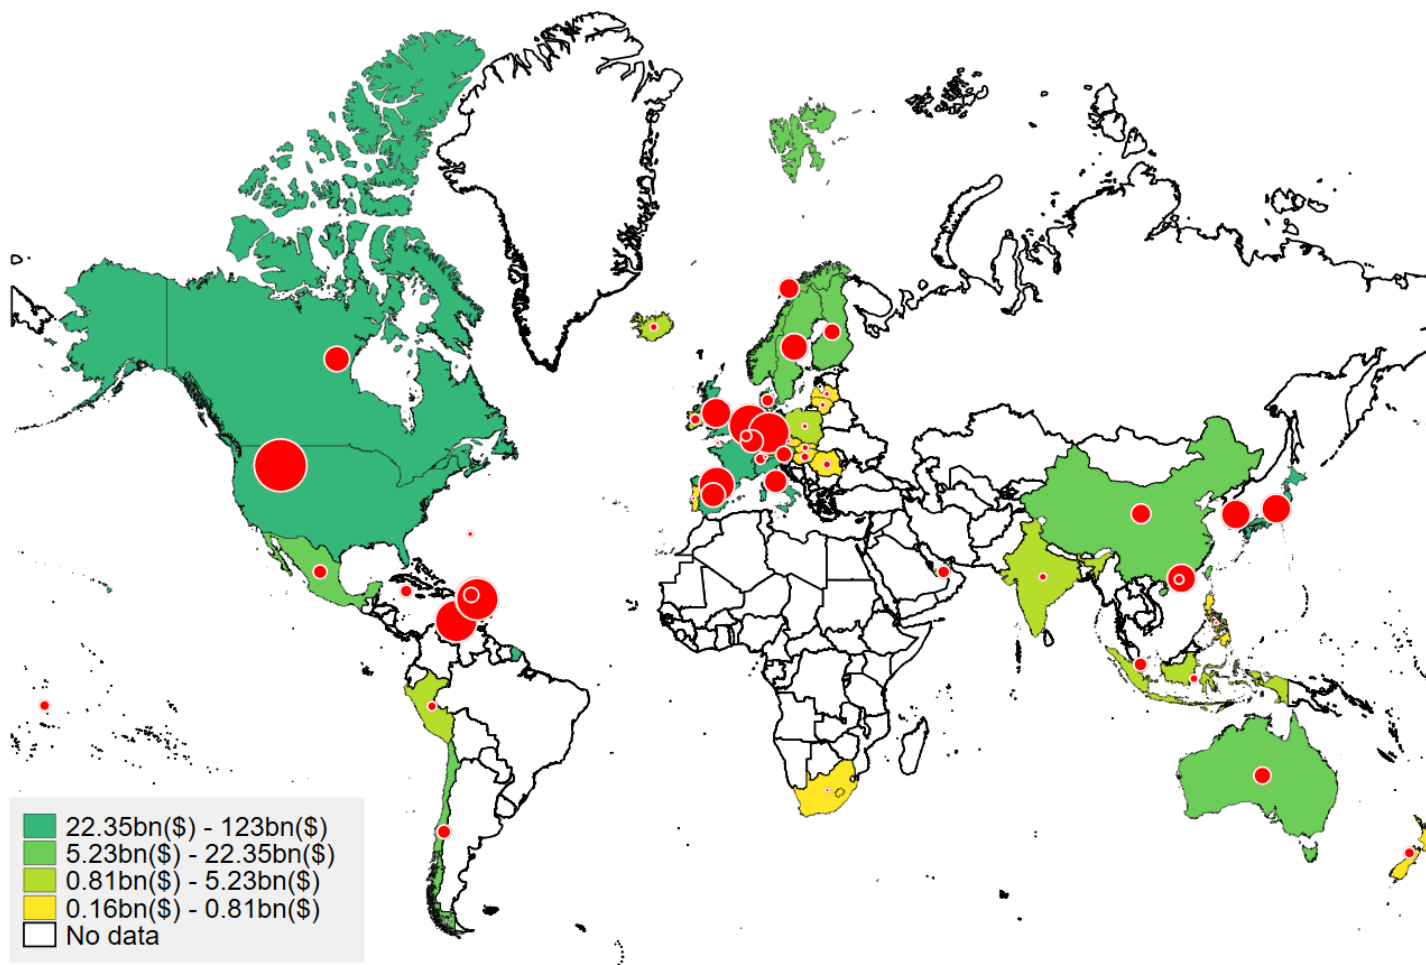 22.35bn($) - 123bn($)
5.23bn($) - 22.35bn($)
0.81bn($) - 5.23bn($)
0.16bn($) - 0.81bn($)
No data